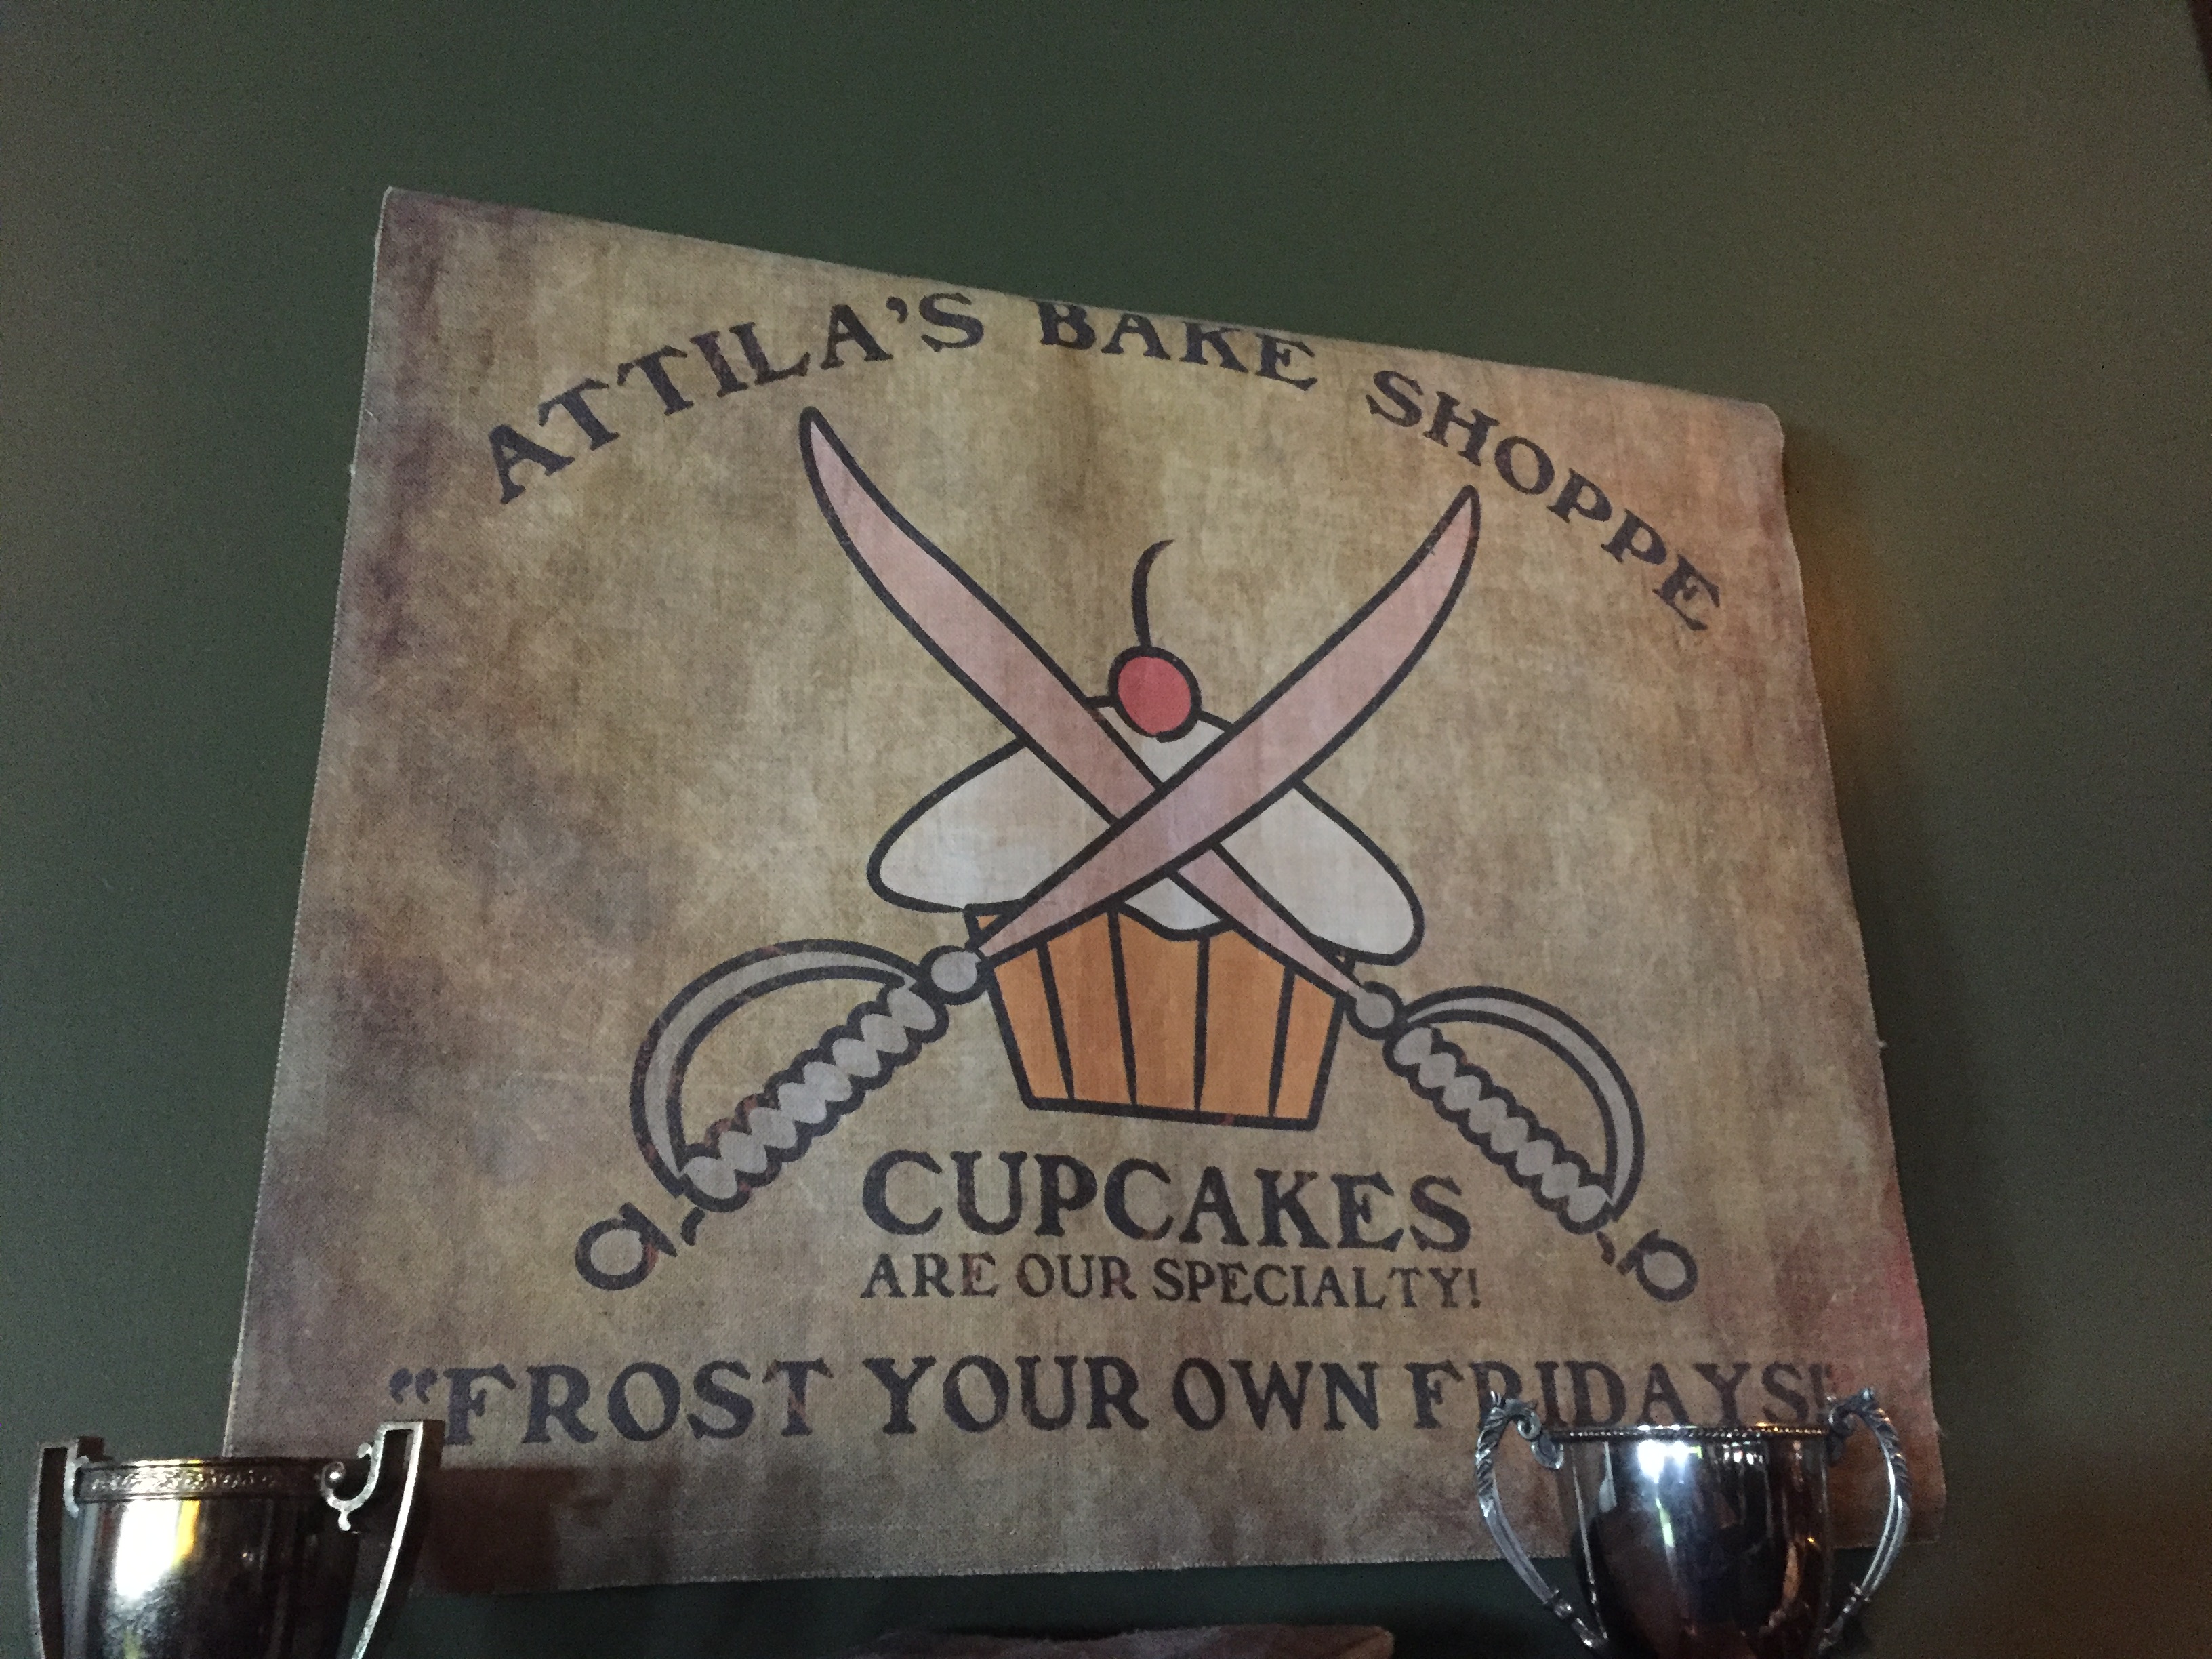 ATTILA'S BAKE SHOPPE
CUPCAKES
ARE OUR SPECIALTY!
"FROST YOUR OWN FRIDAYS!